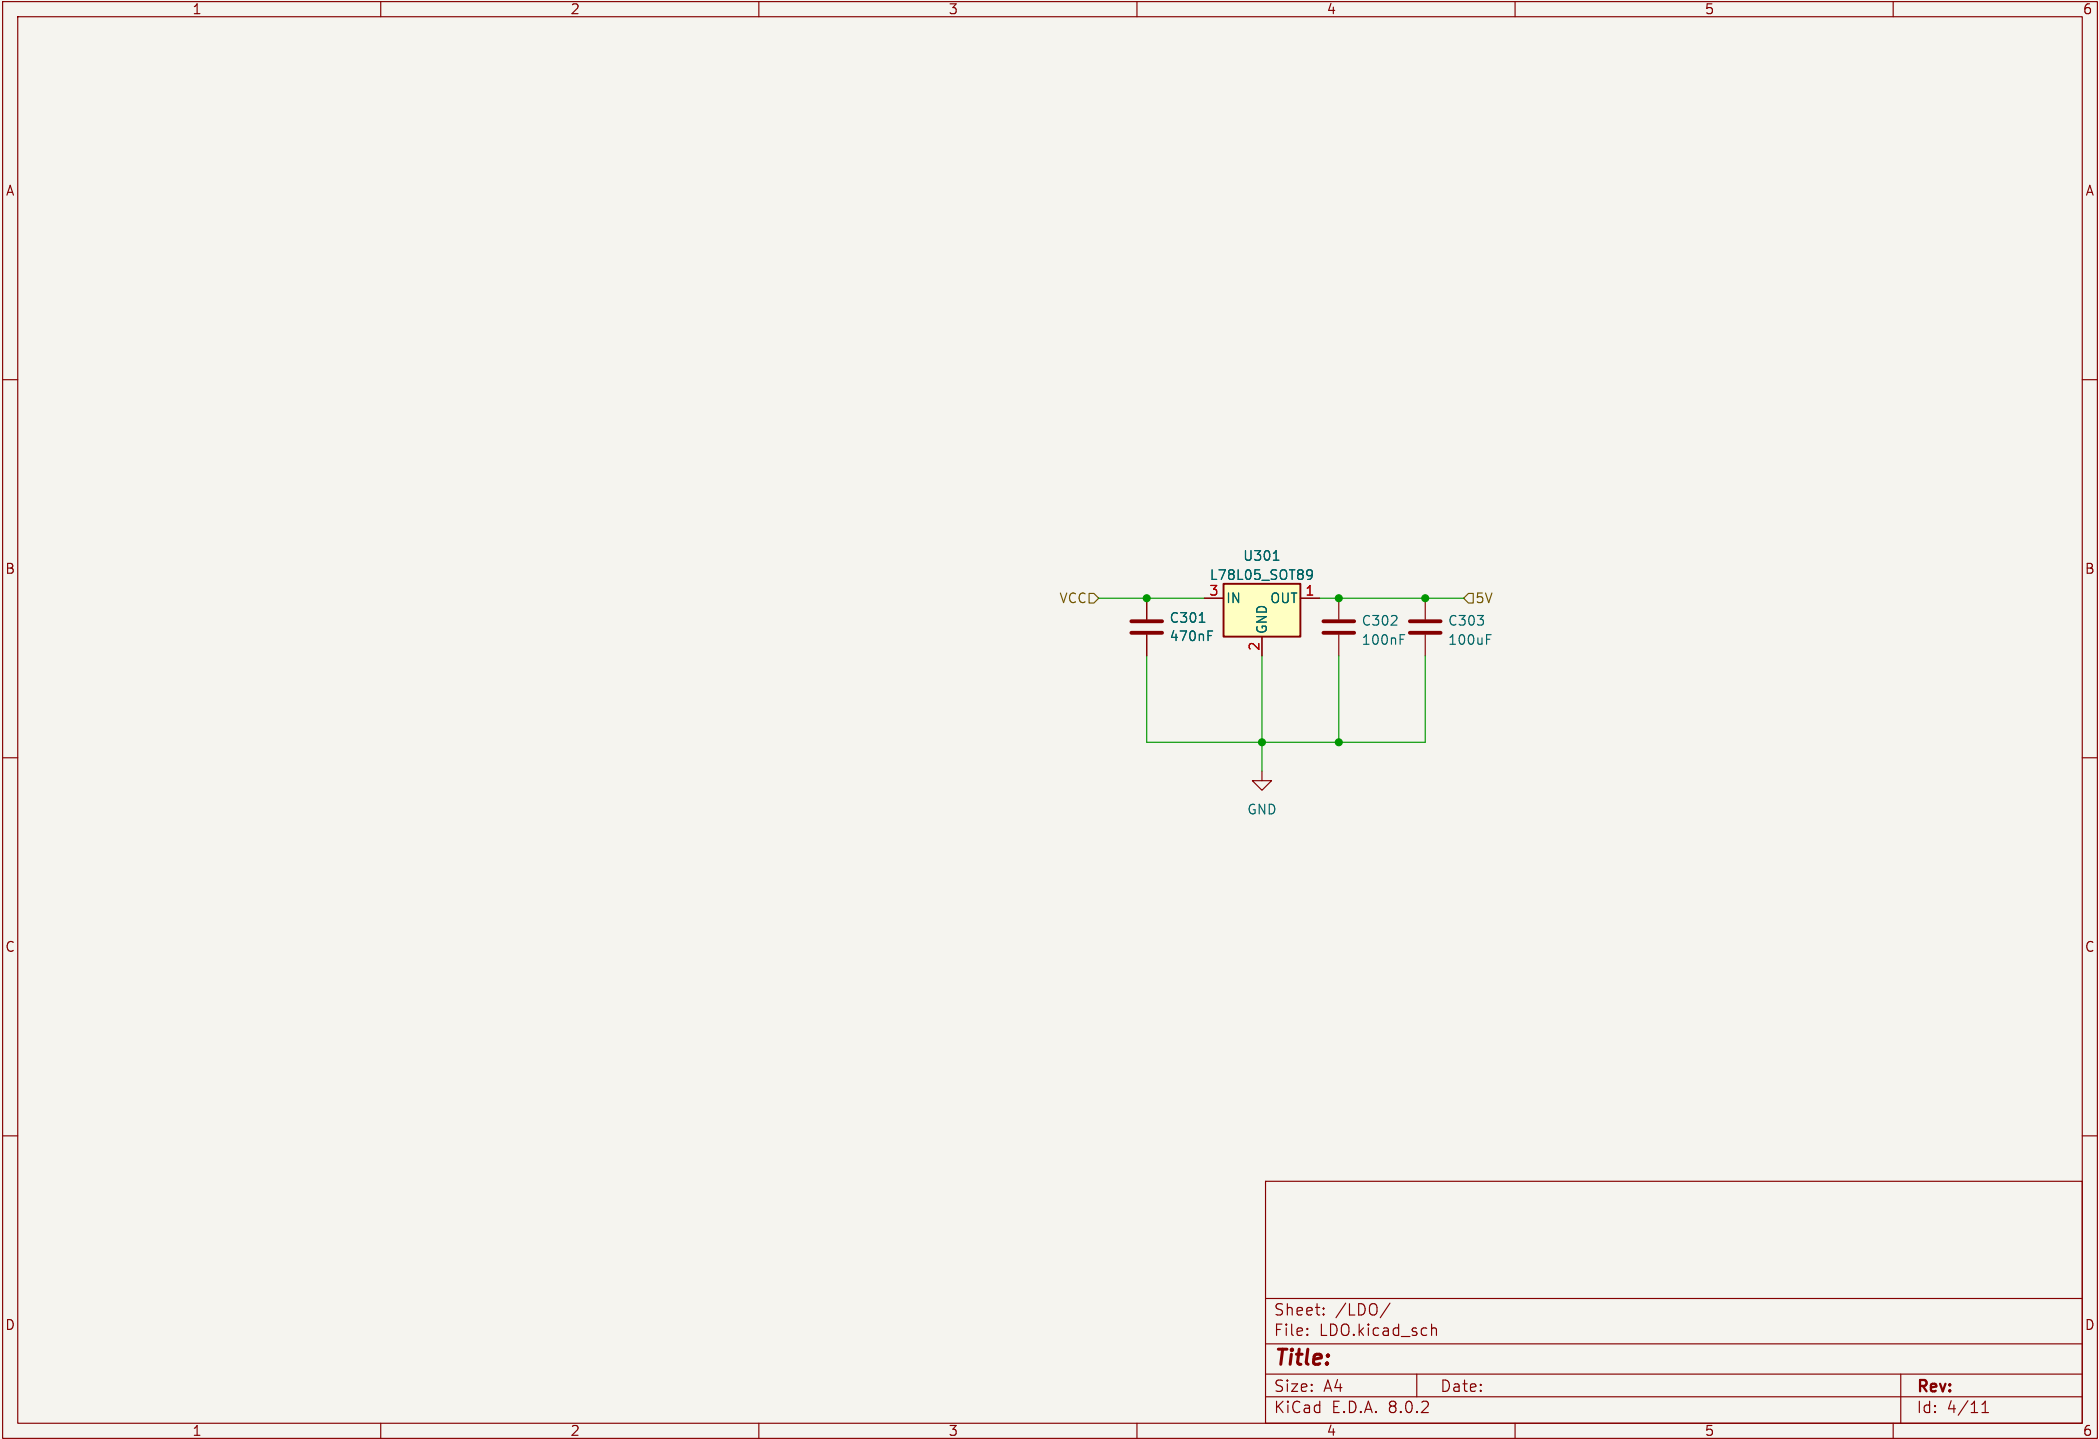 1 2 3 4 5 6
A A
U301
L78L05_SOT89
B B
VCC 3 IN OUT 1 5V
GND
2
C301
470nF
C302
100nF
C303
100uF
GND
C C
Sheet: /LDO/
File: LDO.kicad_sch
D D
Title:
Size: A4 Date: Rev:
KiCad E.D.A. 8.0.2 Id: 4/11
1 2 3 4 5 6